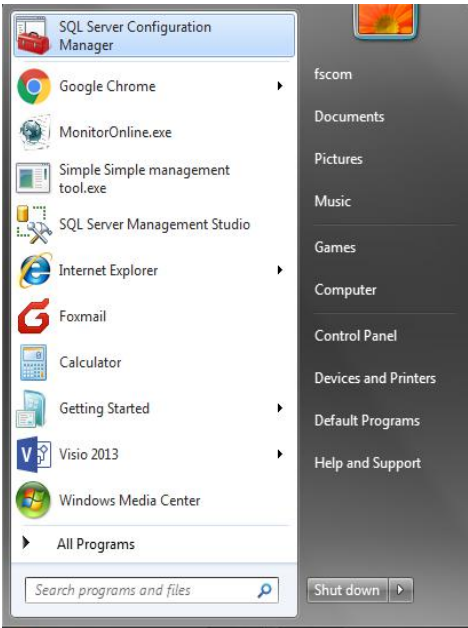 SQL Server Configuration
Manager
Google Chrome
MonitorOnline.exe
Simple Simple management
tool.exe
SQL Server Management Studio
Internet Explorer
Foxmail
Calculator
Getting Started
Visio 2013
Windows Media Center
All Programs
Search programs and files
fscom
Documents
Pictures
Music
Games
Computer
Control Panel
Devices and Printers
Default Programs
Help and Support
Shut down